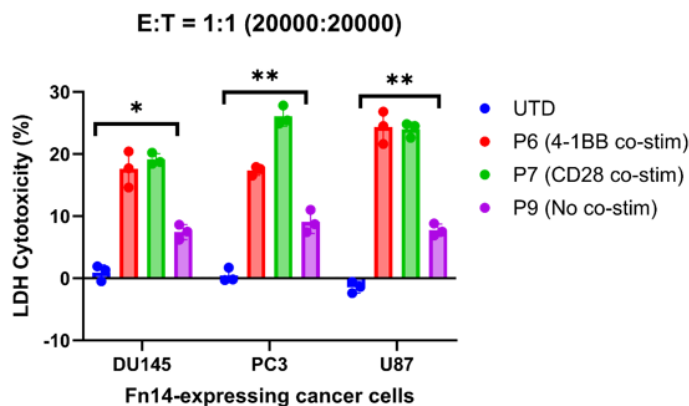 E:T = 1:1 (20000:20000)
LDH Cytotoxicity (%)
30
20
10
0
-10
*
**
**
DU145
PC3
U87
Fn14-expressing cancer cells
UTD
P6 (4-1BB co-stim)
P7 (CD28 co-stim)
P9 (No co-stim)